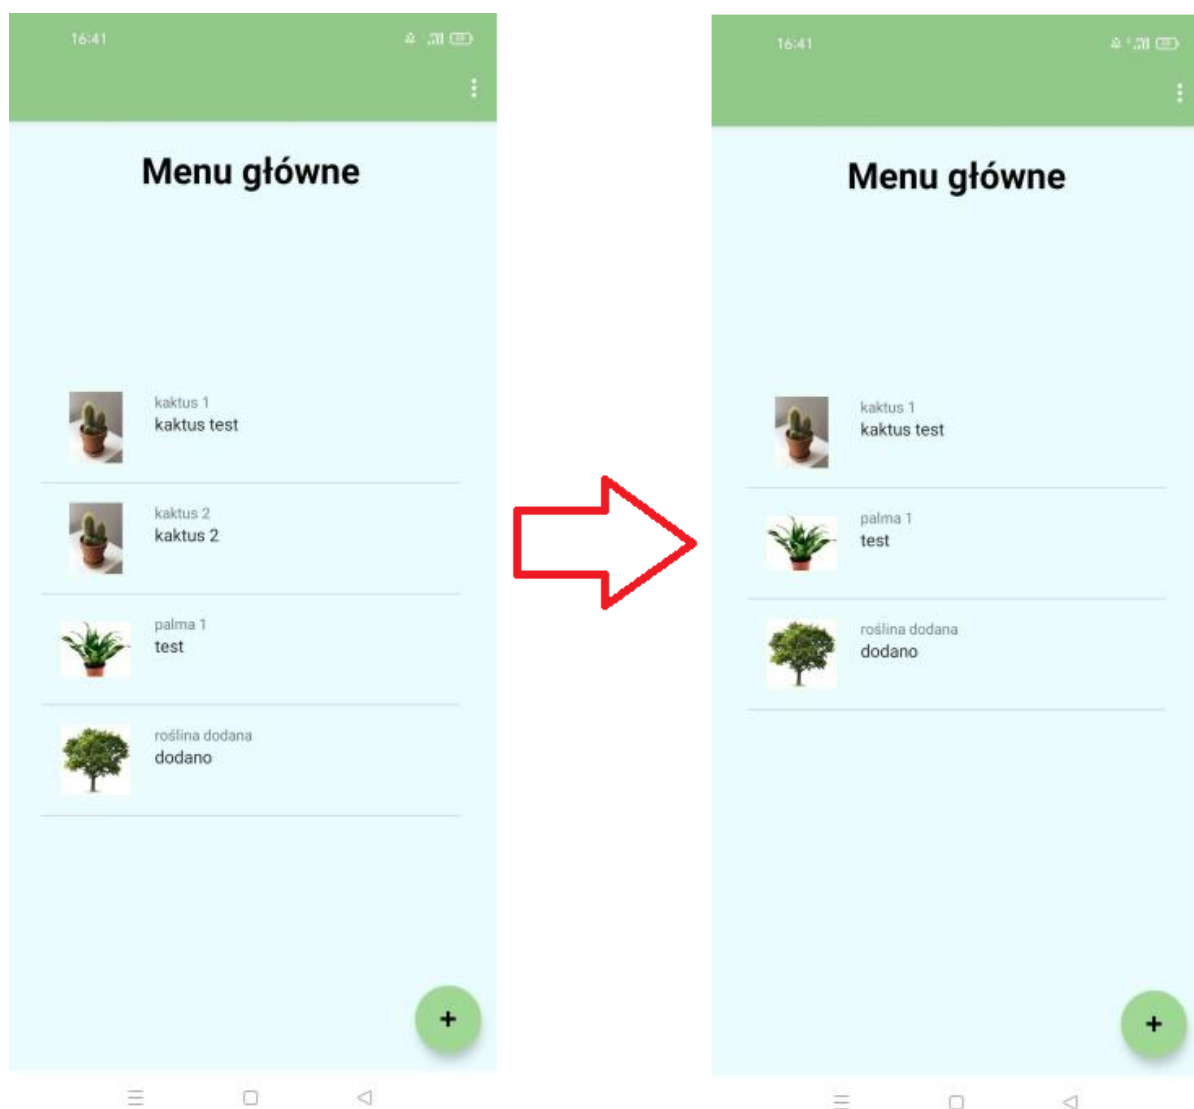 16:41
Menu główne
kaktus 1
kaktus test
kaktus 2
kaktus 2
palma 1
test
roślina dodana
dodano
+
16:41
Menu główne
kaktus 1
kaktus test
palma 1
test
roślina dodana
dodano
+